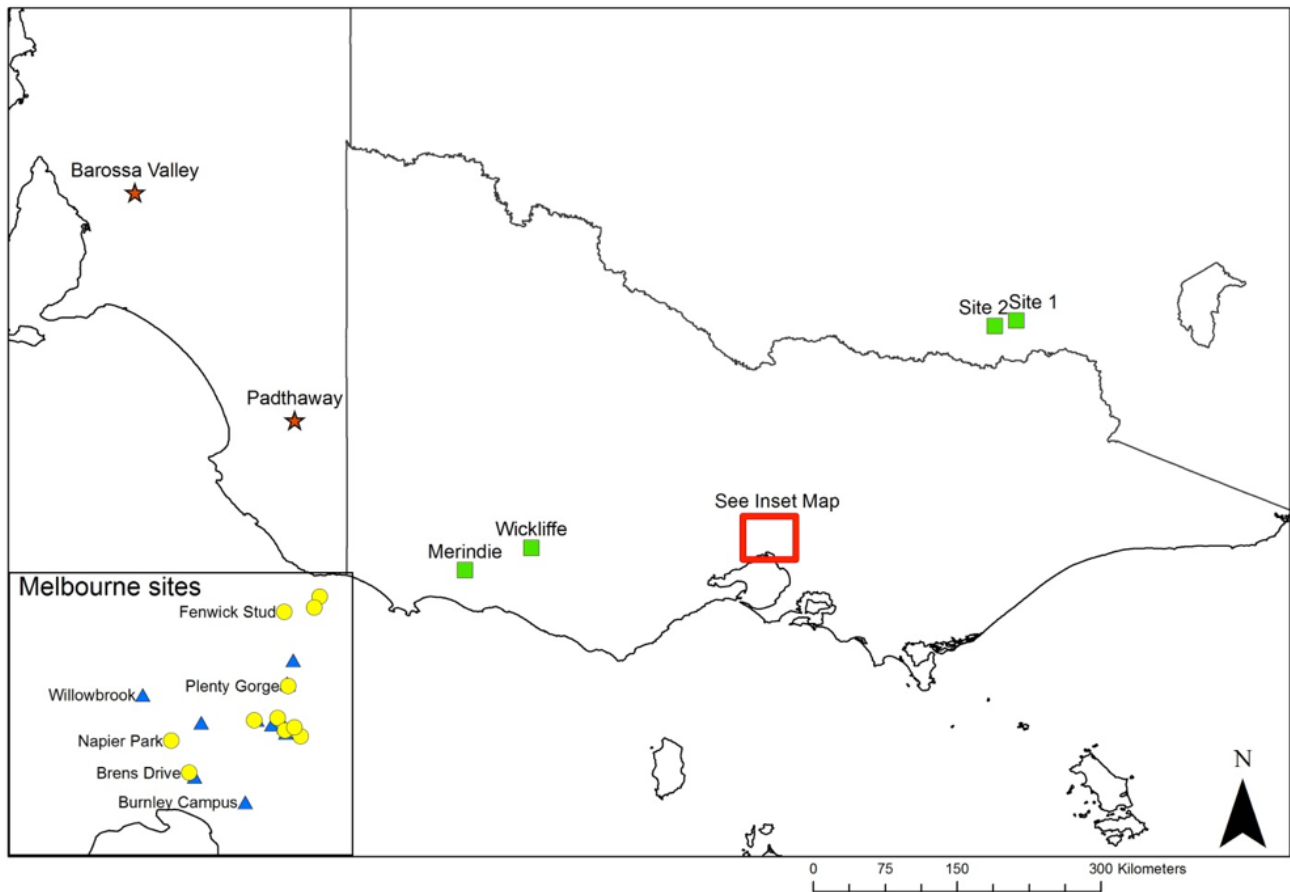 Barossa Valley
Site 2 Site 1
Padthaway
See Inset Map
Wickliffe
Merindie
Melbourne sites
Fenwick Stud
Plenty Gorge
Willowbrook
Napier Park
Brens Drive
Burnley Campus
N
0 75 150 300 Kilometers